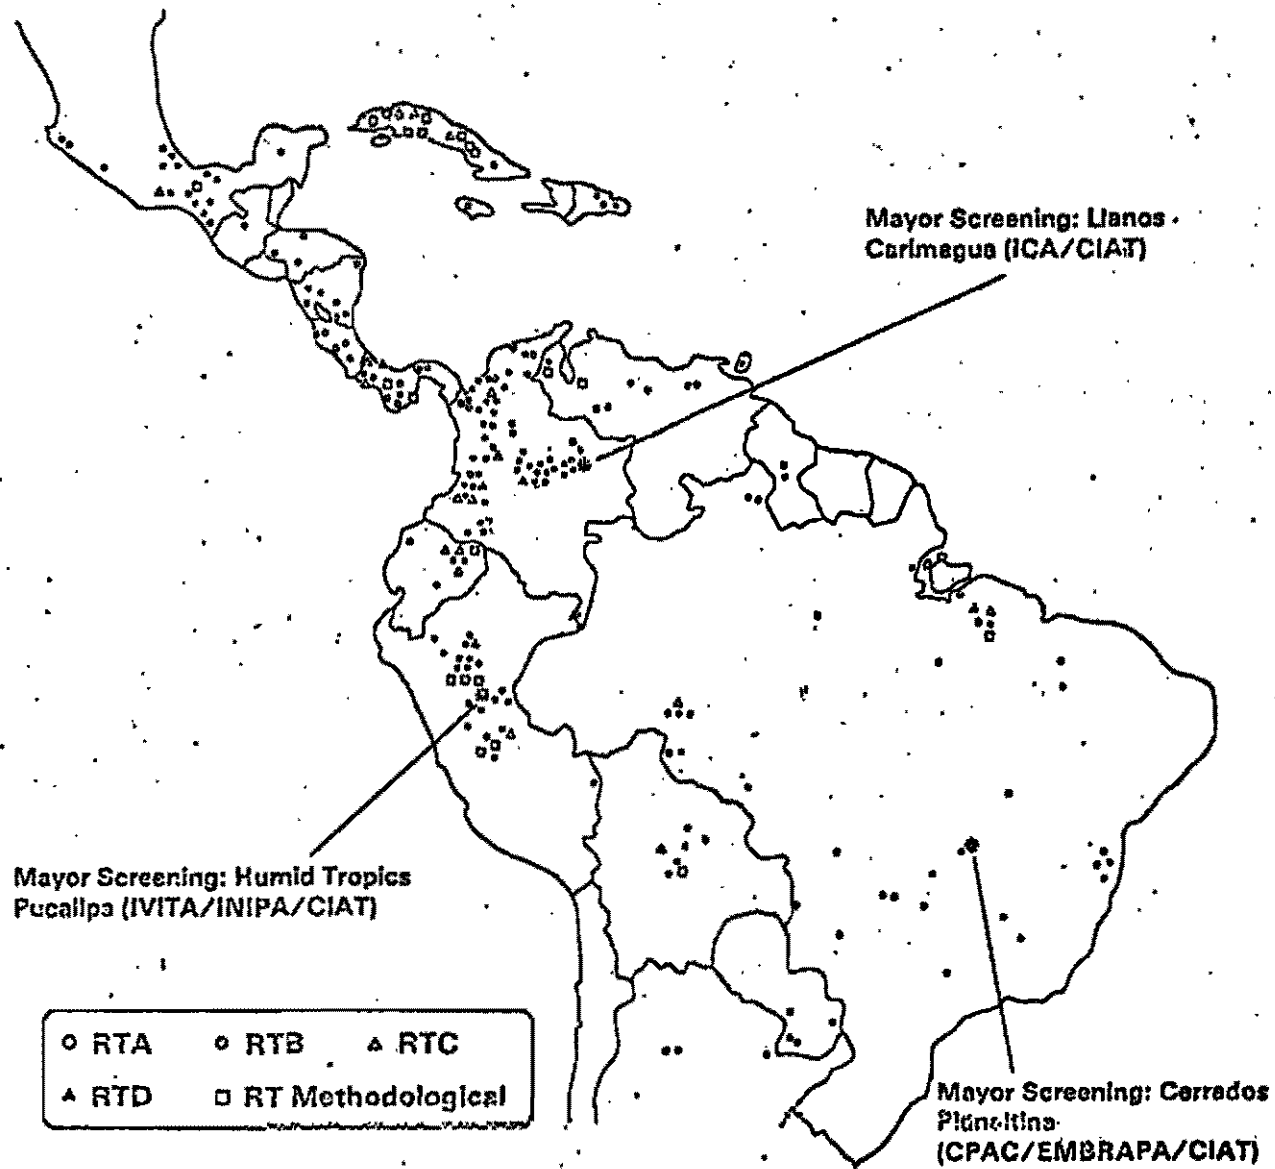 Mayor Screening: Llanos
Carimagua (ICA/CIAT)
Mayor Screening: Humid Tropics
Pucallpa (IVITA/INIPA/CIAT)
RTA RTB RTC
RTD RT Methodological
Mayor Screening: Cerrados
Planaltina
(CPAC/EMBRAPA/CIAT)